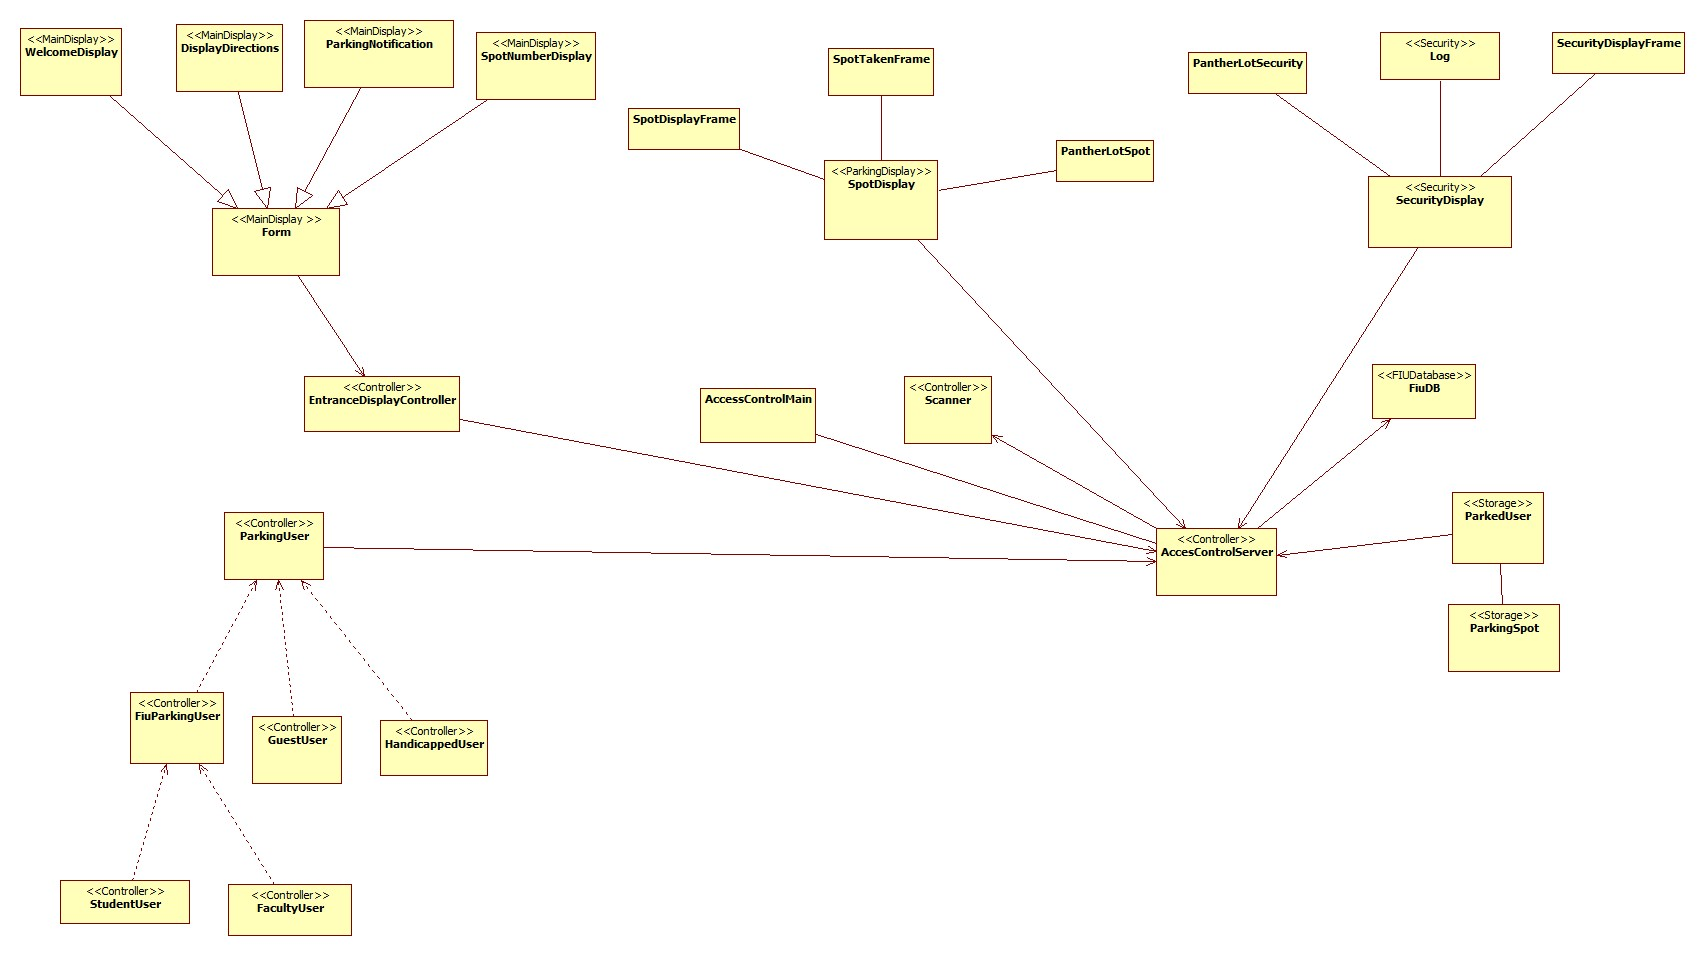 <<MainDisplay>>
WelcomeDisplay
<<MainDisplay>>
DisplayDirections
<<MainDisplay>>
ParkingNotification
<<MainDisplay>>
SpotNumberDisplay
SpotTakenFrame
SpotDisplayFrame
PantherLotSpot
<<ParkingDisplay>>
SpotDisplay
PantherLotSecurity
<<Security>>
Log
SecurityDisplayFrame
<<Security>>
SecurityDisplay
<<MainDisplay >>
Form
<<Controller>>
EntranceDisplayController
AccessControlMain
<<Controller>>
Scanner
<<FIUDatabase>>
FiuDB
<<Controller>>
ParkingUser
<<Controller>>
AccesControlServer
<<Storage>>
ParkedUser
<<Storage>>
ParkingSpot
<<Controller>>
FiuParkingUser
<<Controller>>
GuestUser
<<Controller>>
HandicappedUser
<<Controller>>
StudentUser
<<Controller>>
FacultyUser